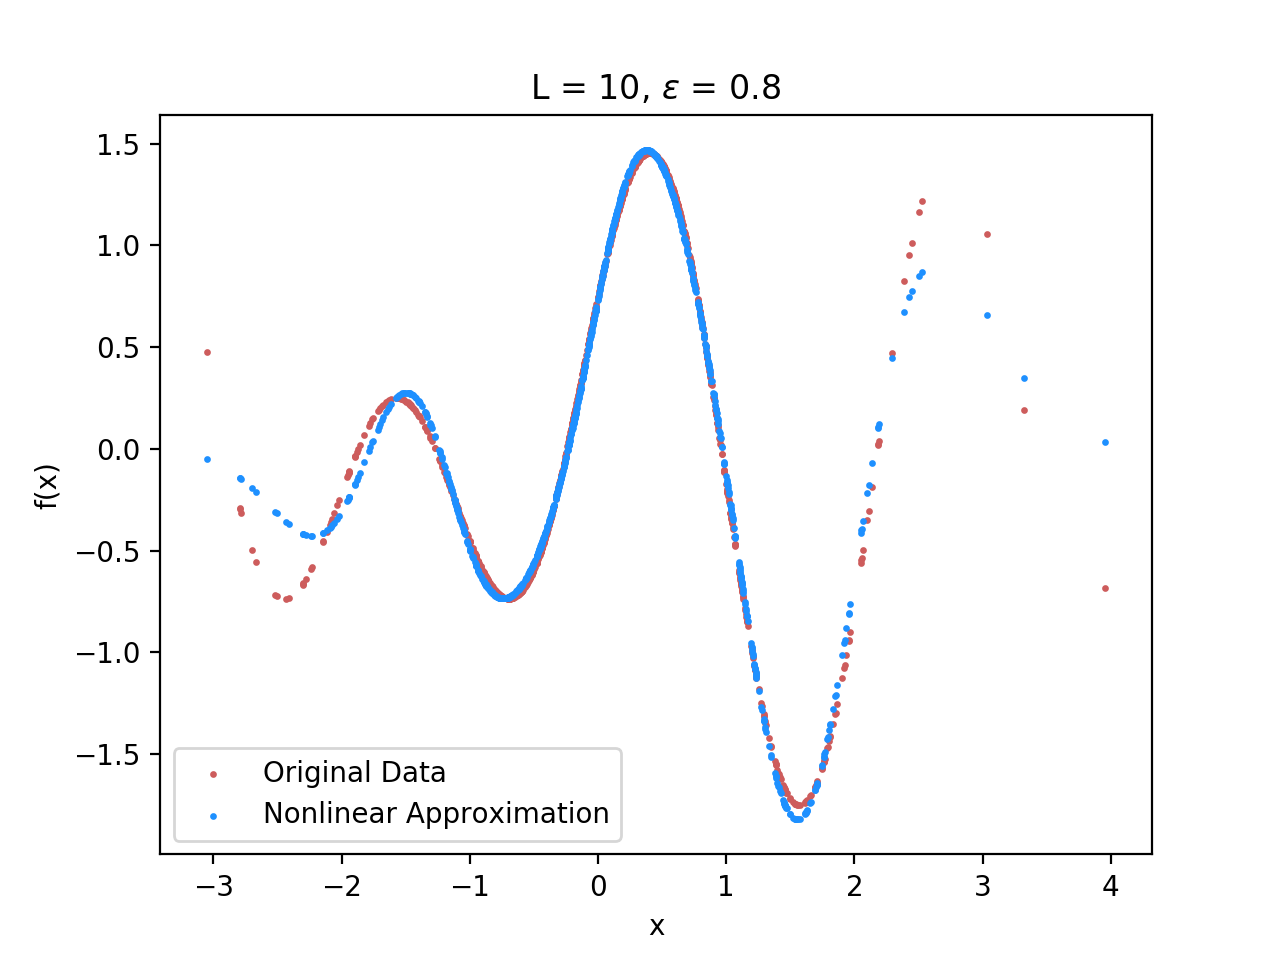 L = 10, ε = 0.8
1.5
1.0
0.5
0.0
−0.5
−1.0
−1.5
f(x)
Original Data
Nonlinear Approximation
−3 −2 −1 0 1 2 3 4
x